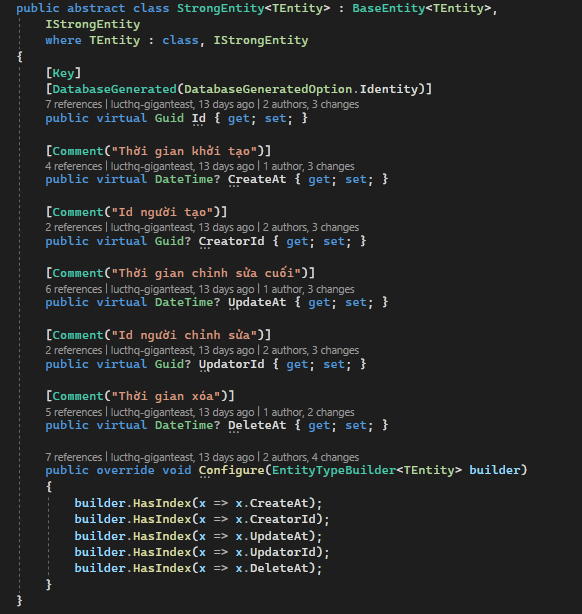 public abstract class StrongEntity<TEntity> : BaseEntity<TEntity>,
    IStrongEntity
    where TEntity : class, IStrongEntity
{
    [Key]
    [DatabaseGenerated(DatabaseGeneratedOption.Identity)]
    7 references | lucthq-giganteast, 13 days ago | 2 authors, 3 changes
    public virtual Guid Id { get; set; }

    [Comment("Thời gian khởi tạo")]
    4 references | lucthq-giganteast, 13 days ago | 1 author, 3 changes
    public virtual DateTime? CreateAt { get; set; }

    [Comment("Id người tạo")]
    2 references | lucthq-giganteast, 13 days ago | 2 authors, 3 changes
    public virtual Guid? CreatorId { get; set; }

    [Comment("Thời gian chỉnh sửa cuối")]
    6 references | lucthq-giganteast, 13 days ago | 1 author, 3 changes
    public virtual DateTime? UpdateAt { get; set; }

    [Comment("Id người chỉnh sửa")]
    2 references | lucthq-giganteast, 13 days ago | 2 authors, 3 changes
    public virtual Guid? UpdatorId { get; set; }

    [Comment("Thời gian xóa")]
    5 references | lucthq-giganteast, 13 days ago | 1 author, 2 changes
    public virtual DateTime? DeleteAt { get; set; }

    7 references | lucthq-giganteast, 13 days ago | 2 authors, 4 changes
    public override void Configure(EntityTypeBuilder<TEntity> builder)
    {
        builder.HasIndex(x => x.CreateAt);
        builder.HasIndex(x => x.CreatorId);
        builder.HasIndex(x => x.UpdateAt);
        builder.HasIndex(x => x.UpdatorId);
        builder.HasIndex(x => x.DeleteAt);
    }
}